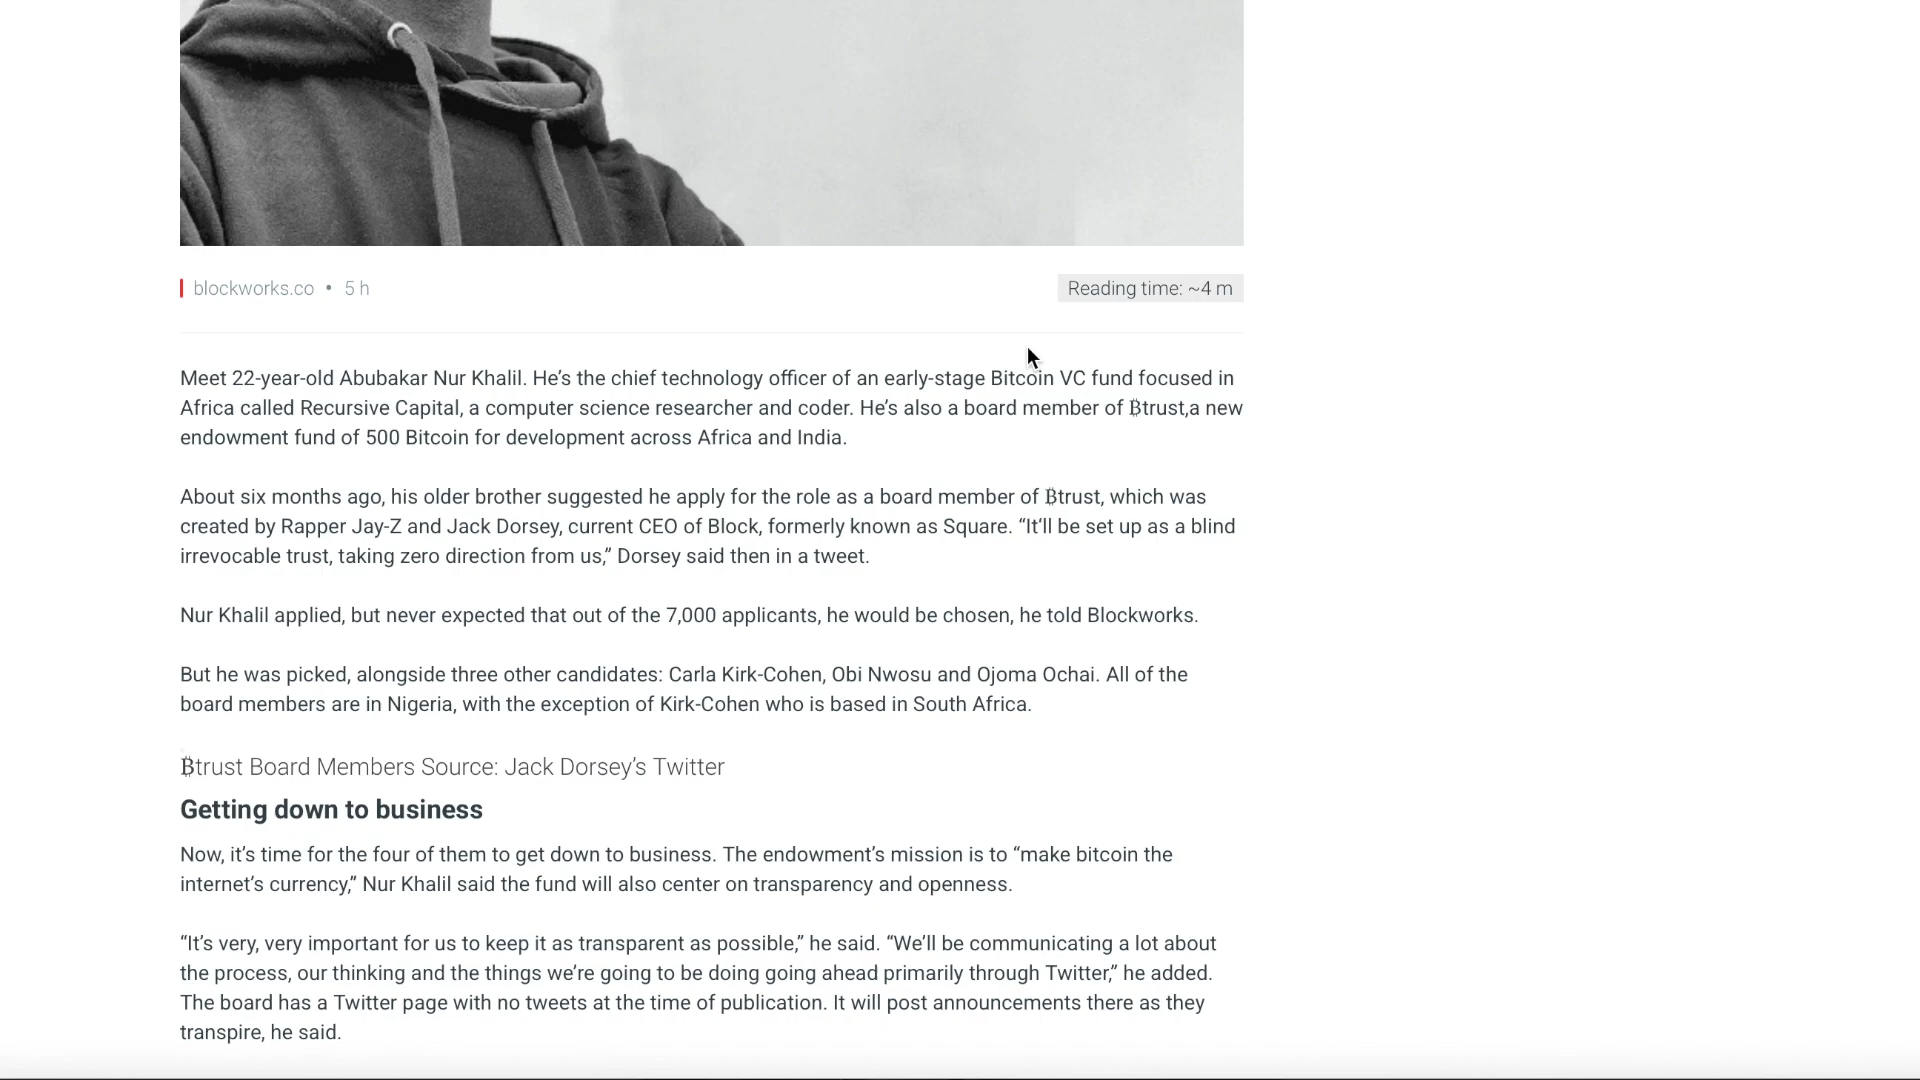 blockworks.co • 5 h
Reading time: ~4 m
Meet 22-year-old Abubakar Nur Khalil. He’s the chief technology officer of an early-stage Bitcoin VC fund focused in
Africa called Recursive Capital, a computer science researcher and coder. He’s also a board member of ₿trust,a new
endowment fund of 500 Bitcoin for development across Africa and India.
About six months ago, his older brother suggested he apply for the role as a board member of ₿trust, which was
created by Rapper Jay-Z and Jack Dorsey, current CEO of Block, formerly known as Square. “It‘ll be set up as a blind
irrevocable trust, taking zero direction from us,” Dorsey said then in a tweet.
Nur Khalil applied, but never expected that out of the 7,000 applicants, he would be chosen, he told Blockworks.
But he was picked, alongside three other candidates: Carla Kirk-Cohen, Obi Nwosu and Ojoma Ochai. All of the
board members are in Nigeria, with the exception of Kirk-Cohen who is based in South Africa.
₿trust Board Members Source: Jack Dorsey’s Twitter
Getting down to business
Now, it’s time for the four of them to get down to business. The endowment’s mission is to “make bitcoin the
internet’s currency,” Nur Khalil said the fund will also center on transparency and openness.
“It’s very, very important for us to keep it as transparent as possible,” he said. “We’ll be communicating a lot about
the process, our thinking and the things we’re going to be doing going ahead primarily through Twitter,” he added.
The board has a Twitter page with no tweets at the time of publication. It will post announcements there as they
transpire, he said.